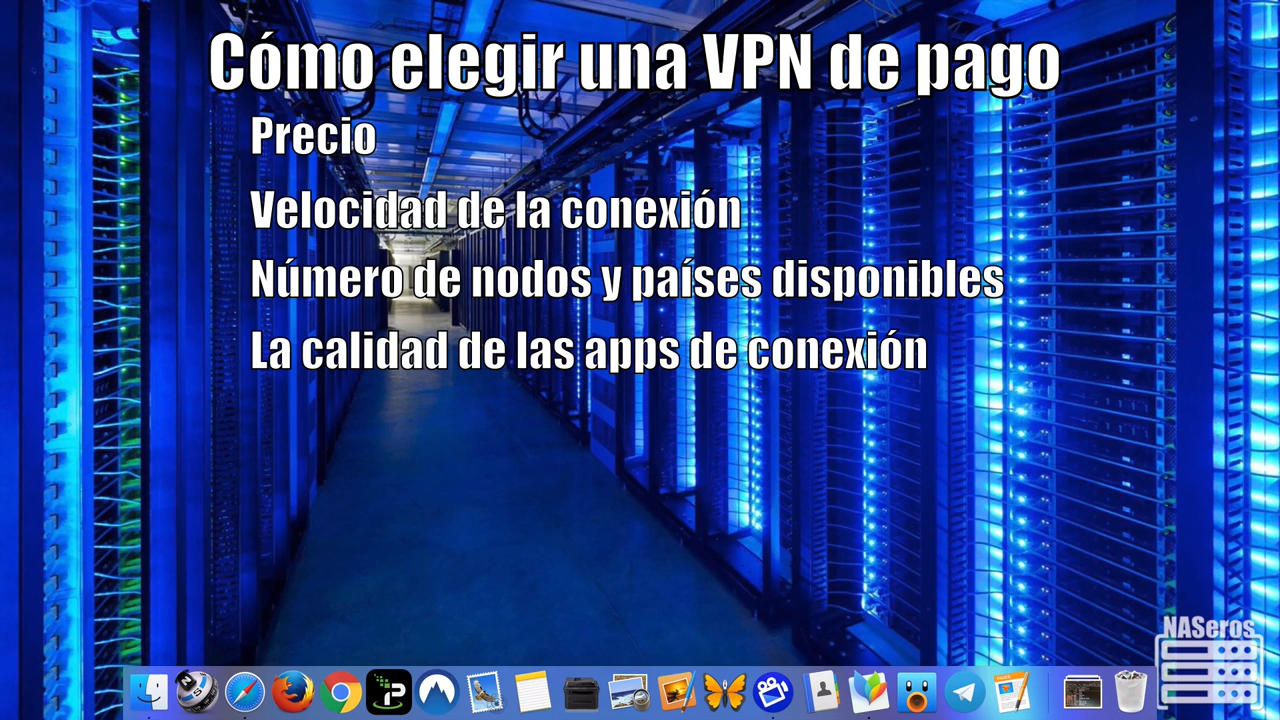 Cómo elegir una VPN de pago
Precio
Velocidad de la conexión
Número de nodos y países disponibles
La calidad de las apps de conexión
NASeros